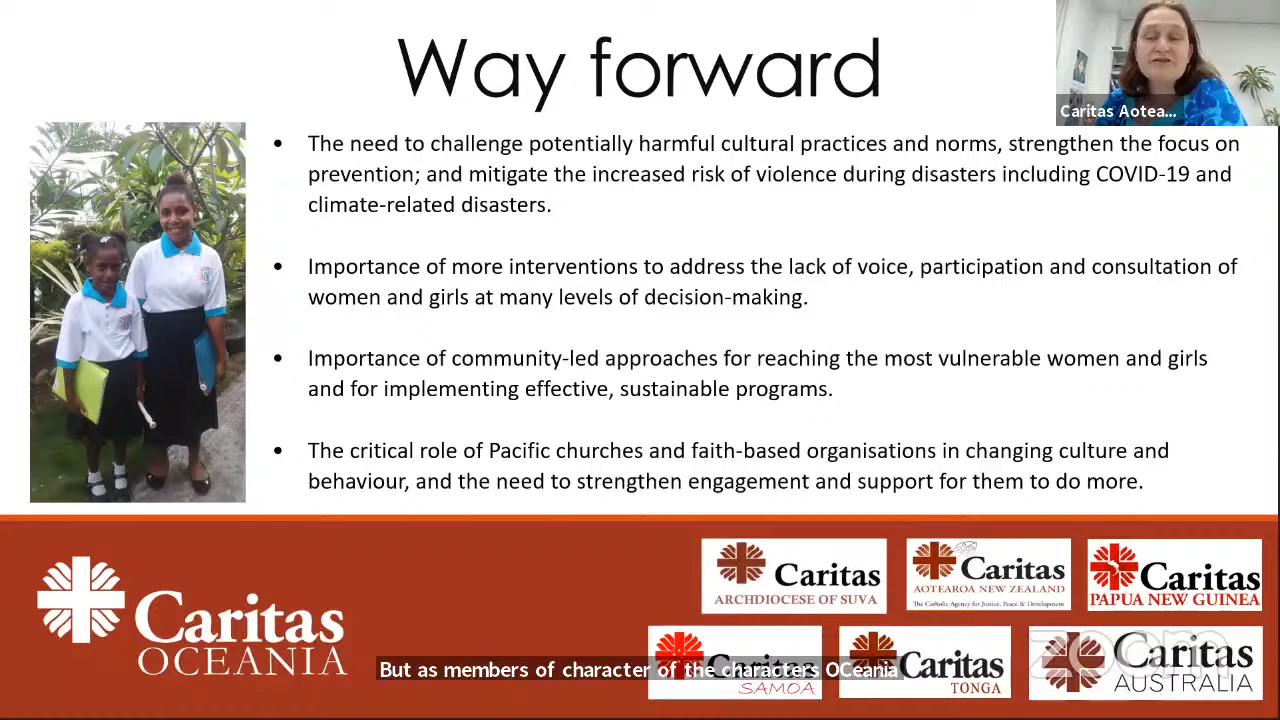 Way forward
Caritas Aotea...
• The need to challenge potentially harmful cultural practices and norms, strengthen the focus on
prevention; and mitigate the increased risk of violence during disasters including COVID-19 and
climate-related disasters.
• Importance of more interventions to address the lack of voice, participation and consultation of
women and girls at many levels of decision-making.
• Importance of community-led approaches for reaching the most vulnerable women and girls
and for implementing effective, sustainable programs.
• The critical role of Pacific churches and faith-based organisations in changing culture and
behaviour, and the need to strengthen engagement and support for them to do more.
Caritas
OCEANIA
Caritas
ARCHDIOCESE OF SUVA
Caritas
AOTEAROA NEW ZEALAND
The Catholic Agency for Justice, Peace & Development
Caritas
PAPUA NEW GUINEA
Caritas
SAMOA
Caritas
TONGA
Caritas
AUSTRALIA
zoom
But as members of character of the characters OCeania